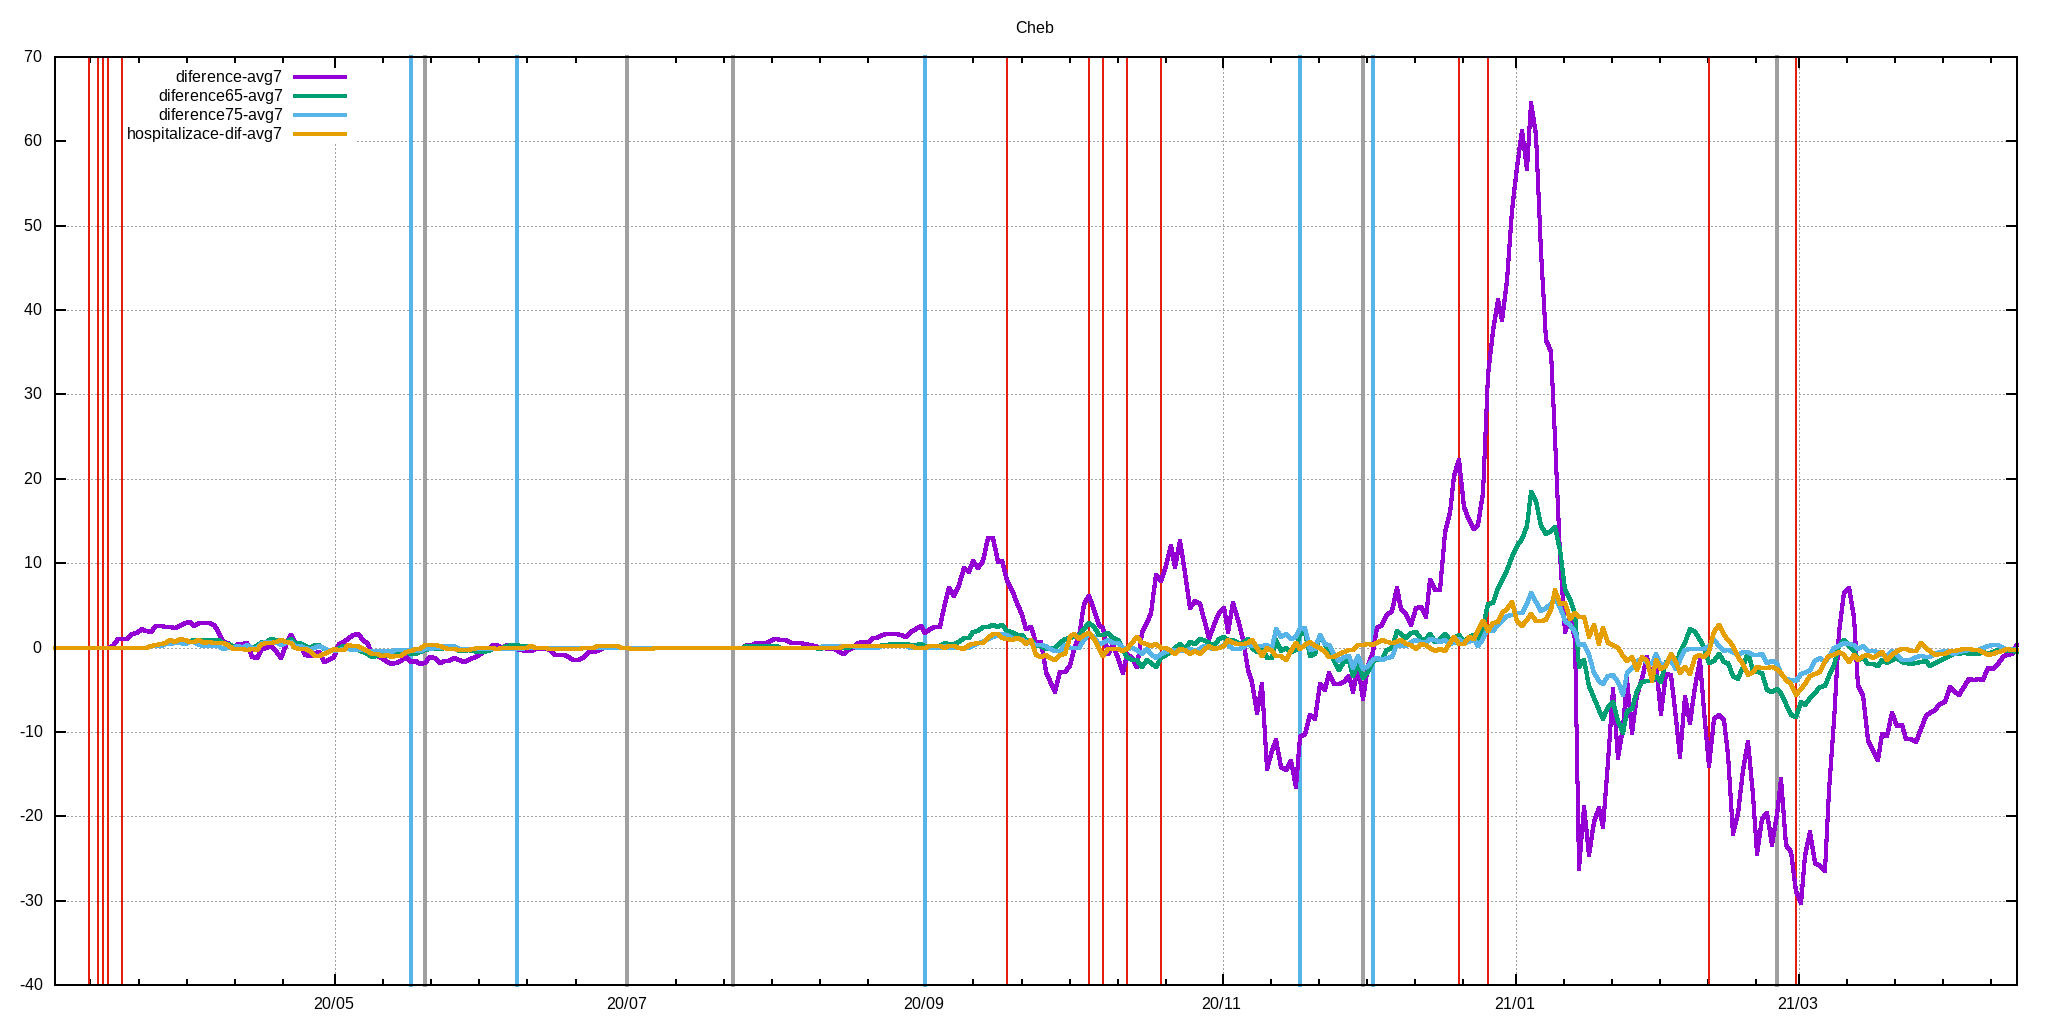 Cheb
70
diference-avg7
diference65-avg7
diference75-avg7
hospitalizace-dif-avg7
60
50
40
30
20
10
0
-10
-20
-30
-40
20/05 20/07 20/09 20/11 21/01 21/03